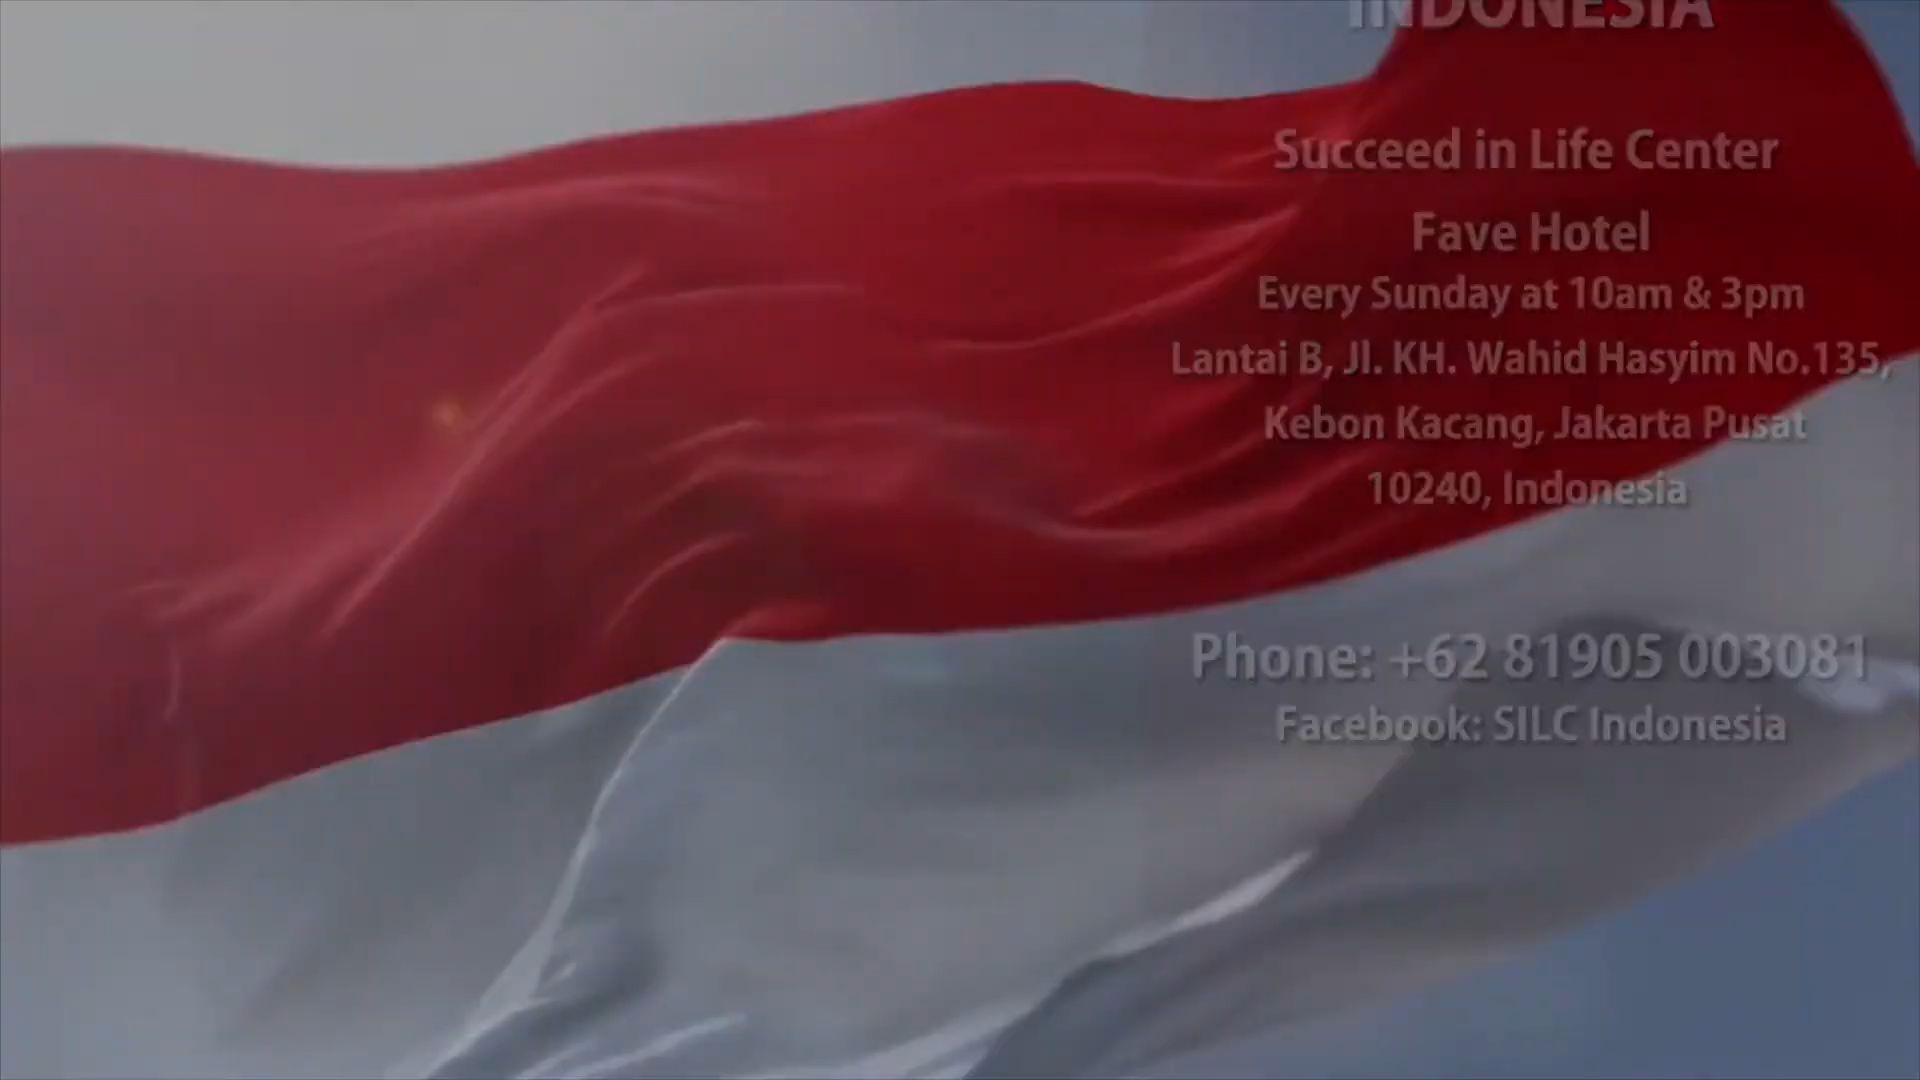 INDONESIA
Succeed in Life Center
Fave Hotel
Every Sunday at 10am & 3pm
Lantai B, Jl. KH. Wahid Hasyim No.135,
Kebon Kacang, Jakarta Pusat
10240, Indonesia
Phone: +62 81905 003081
Facebook: SILC Indonesia